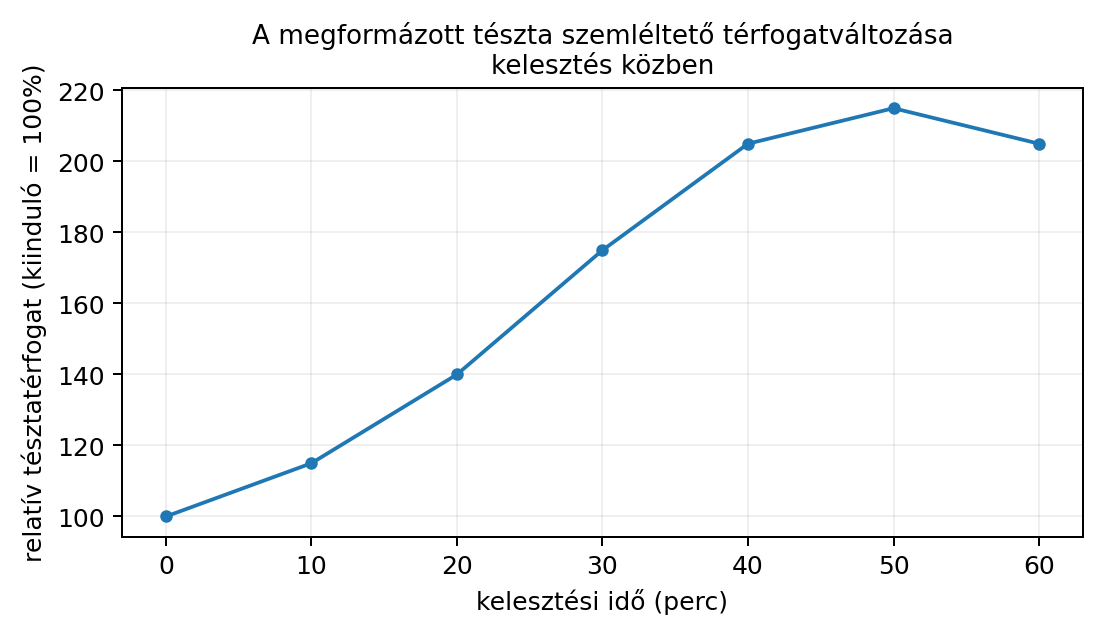 A megformázott tészta szemléltető térfogatváltozása
kelesztés közben
relatív tésztatérfogat (kiinduló = 100%)
220
200
180
160
140
120
100
0 10 20 30 40 50 60
kelesztési idő (perc)